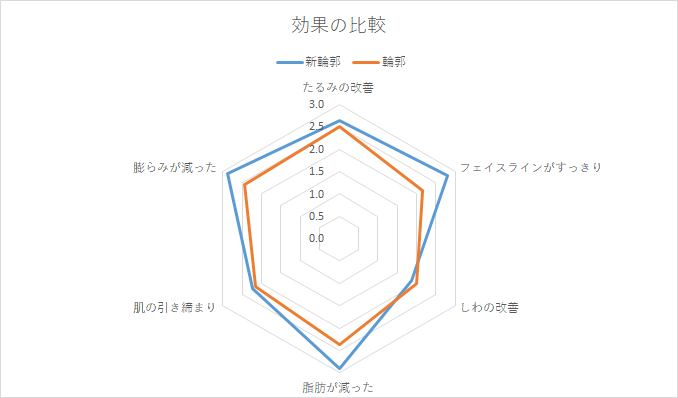 効果の比較
新輪郭 輪郭
たるみの改善
3.0
2.5
2.0
1.5
1.0
0.5
0.0
膨らみが減った
フェイスラインがすっきり
肌の引き締まり
しわの改善
脂肪が減った